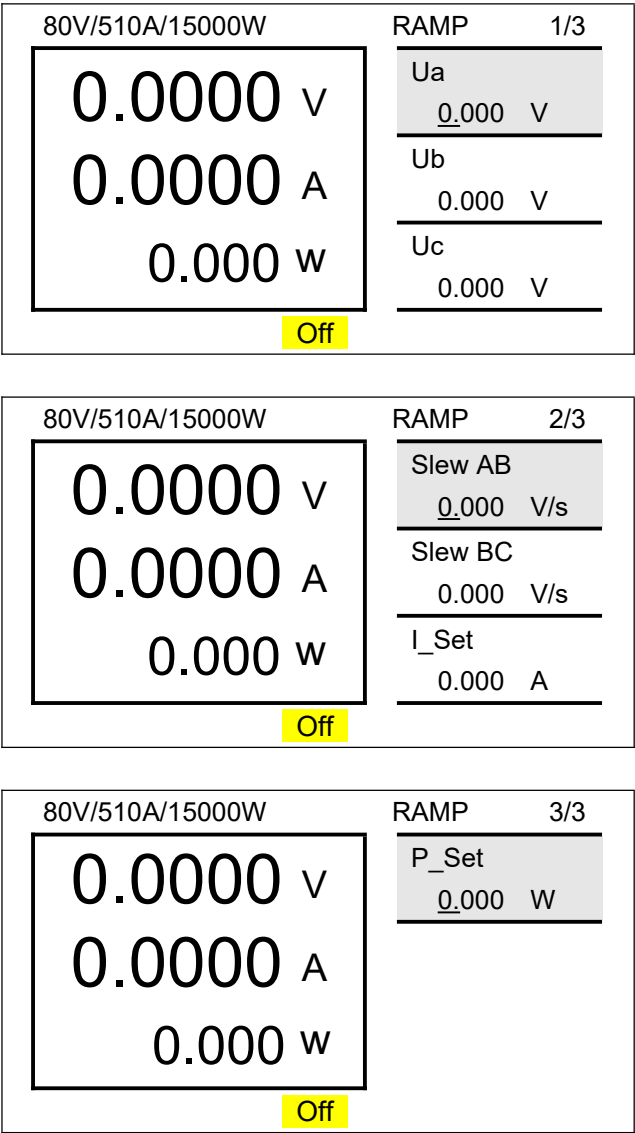 80V/510A/15000W RAMP 1/3
0.0000 V
0.0000 A
0.000 W
Off
Ua
0.000 V
Ub
0.000 V
Uc
0.000 V
80V/510A/15000W RAMP 2/3
0.0000 V
0.0000 A
0.000 W
Off
Slew AB
0.000 V/s
Slew BC
0.000 V/s
I_Set
0.000 A
80V/510A/15000W RAMP 3/3
0.0000 V
0.0000 A
0.000 W
Off
P_Set
0.000 W